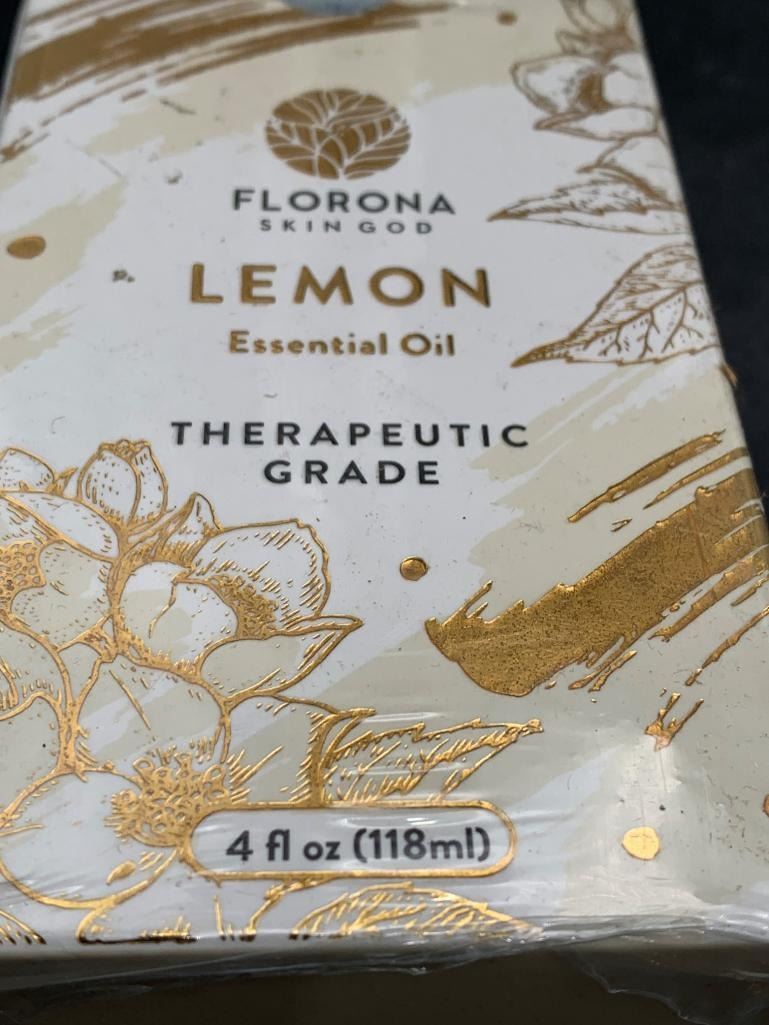 FLORONA
SKIN GOD
LEMON
Essential Oil
THERAPEUTIC
GRADE
4 fl oz (118ml)